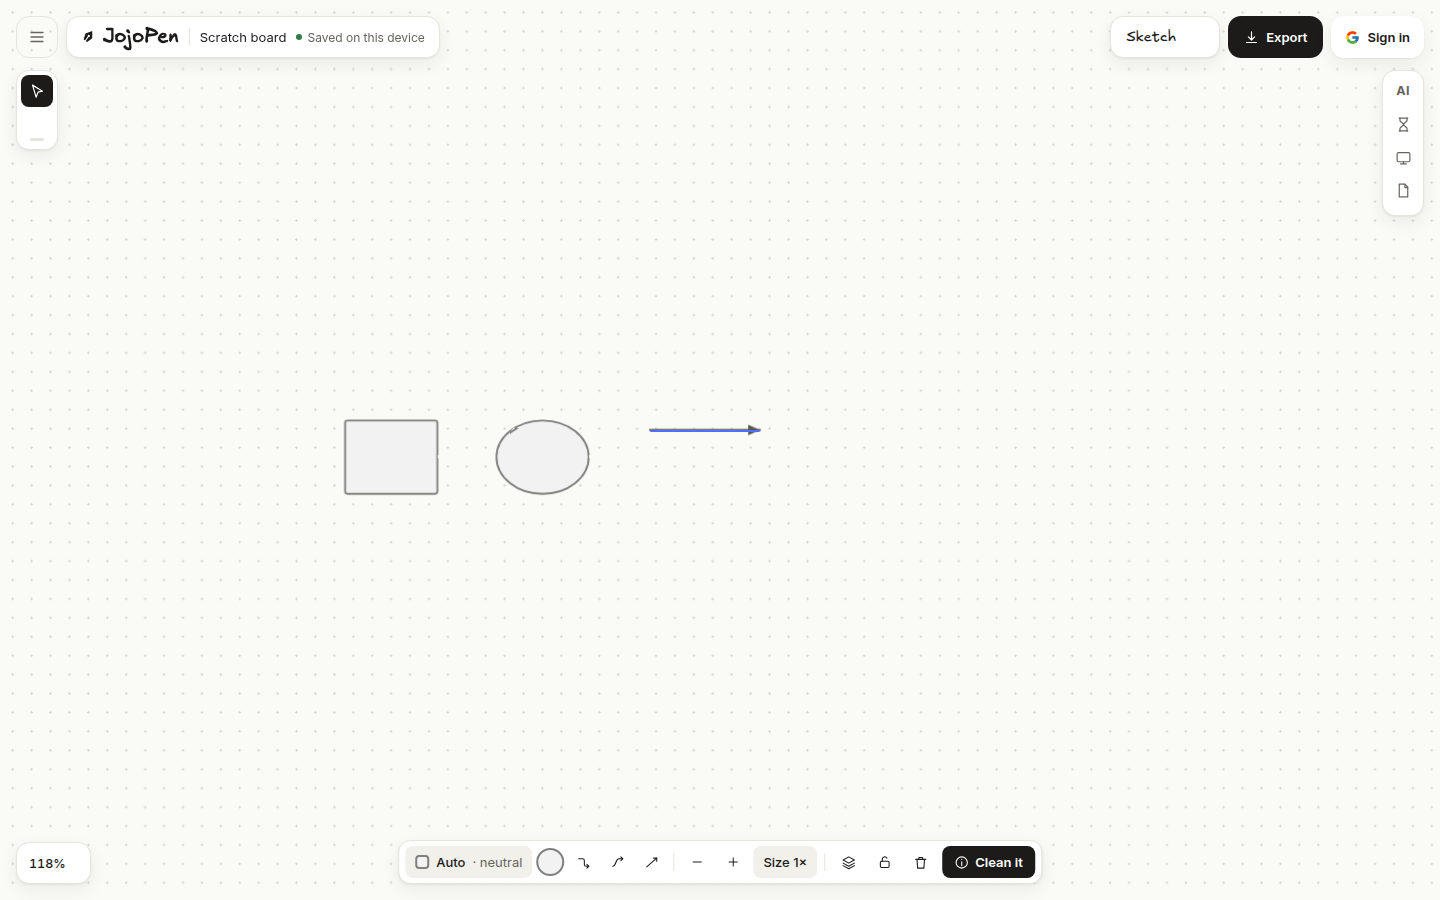 JojoPen
Scratch board
Saved on this device
Sketch
Export
Sign in
AI
118%
Auto · neutral
Size 1×
Clean it